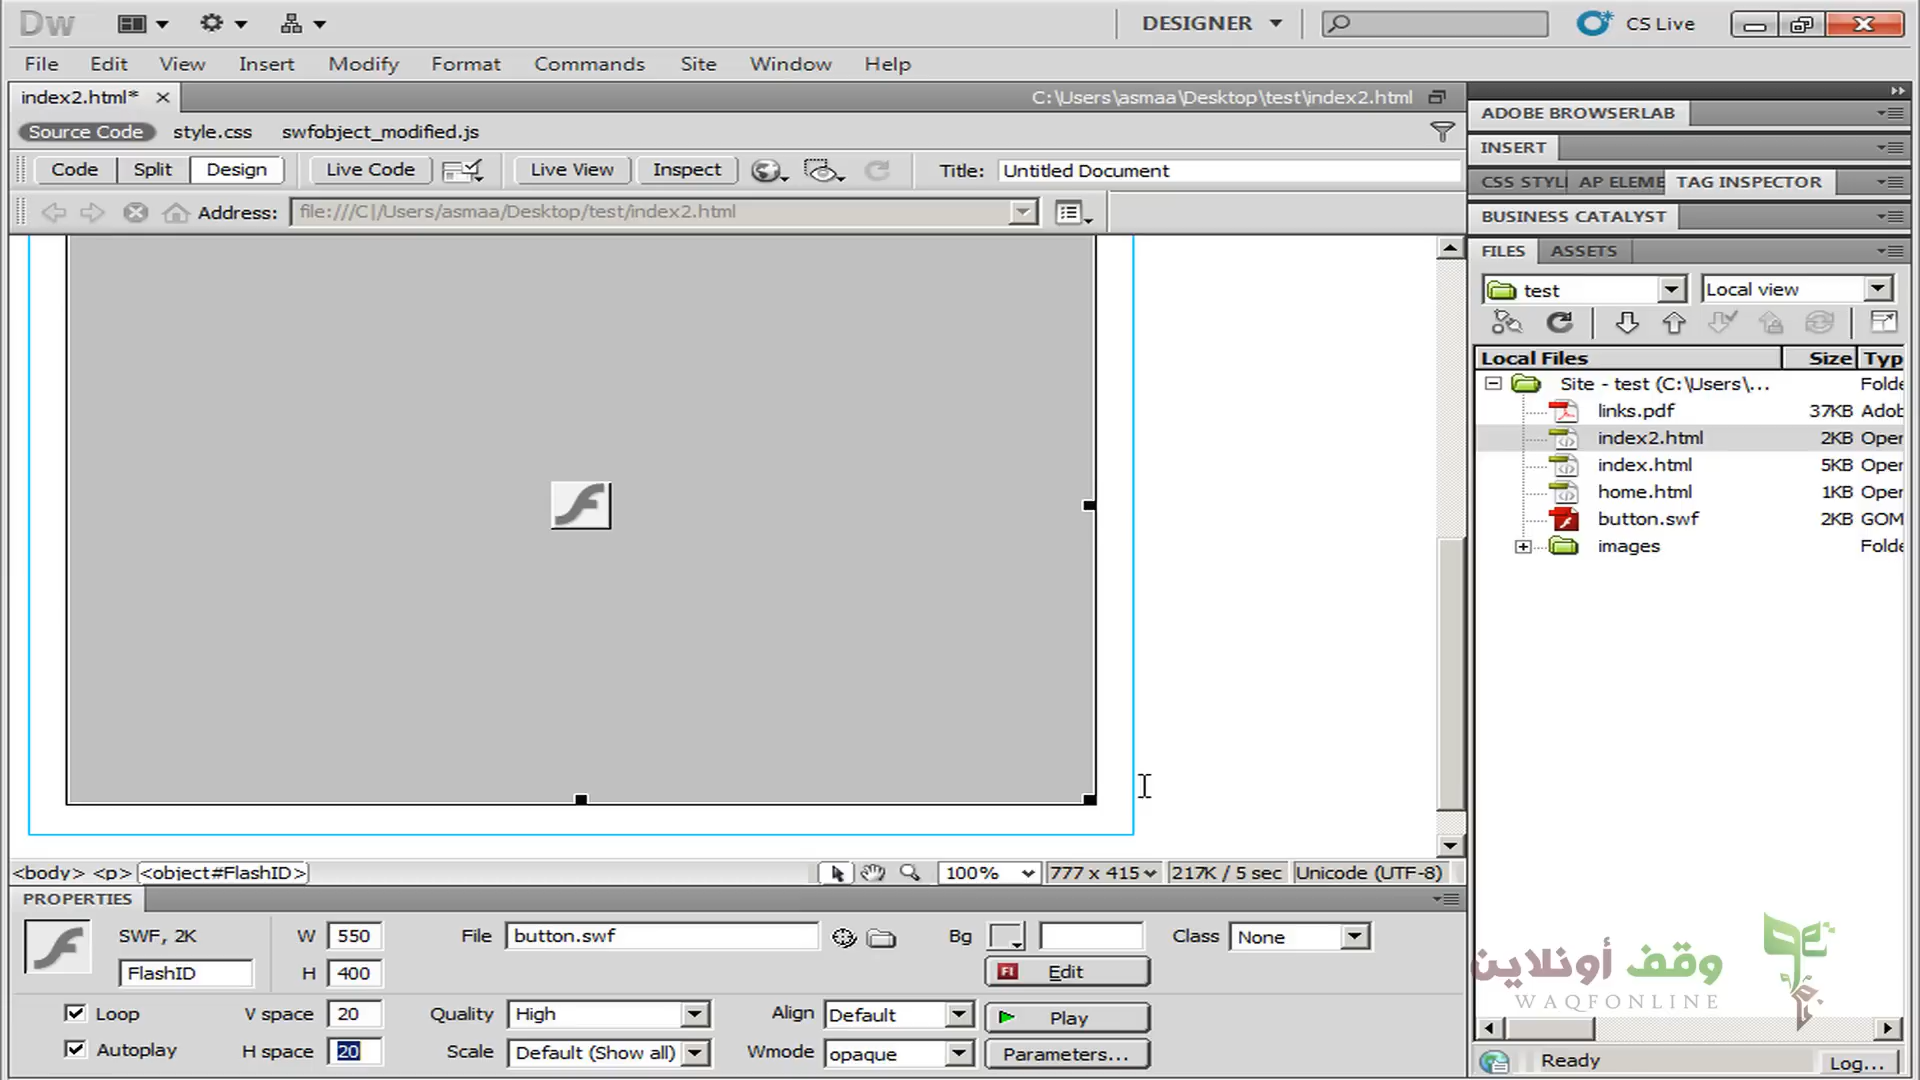 Dw
DESIGNER
CS Live
File Edit View Insert Modify Format Commands Site Window Help
index2.html*
C:\Users\asmaa\Desktop\test\index2.html
Source Code style.css swfobject_modified.js
Code Split Design Live Code Live View Inspect Title: Untitled Document
Address: file:///C|/Users/asmaa/Desktop/test/index2.html
ADOBE BROWSERLAB
INSERT
CSS STYL AP ELEME TAG INSPECTOR
BUSINESS CATALYST
FILES ASSETS
test Local view
Local Files Size Typ
Site - test (C:\Users\... Folde
links.pdf 37KB Adob
index2.html 2KB Oper
index.html 5KB Oper
home.html 1KB Oper
button.swf 2KB GOM
images Folde
<body> <p> <object#FlashID> 100% 777 x 415 217K / 5 sec Unicode (UTF-8)
PROPERTIES
SWF, 2K W 550 File button.swf Bg Class None
FlashID H 400 Edit
Loop V space 20 Quality High Align Default Play
Autoplay H space 20 Scale Default (Show all) Wmode opaque Parameters...
وقف أونلاين
WAQFONLINE
Ready Log...